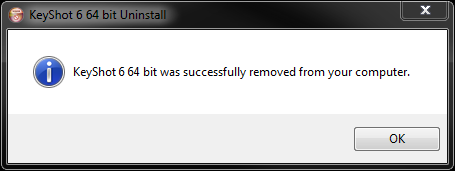 KeyShot 6 64 bit Uninstall
KeyShot 6 64 bit was successfully removed from your computer.
OK